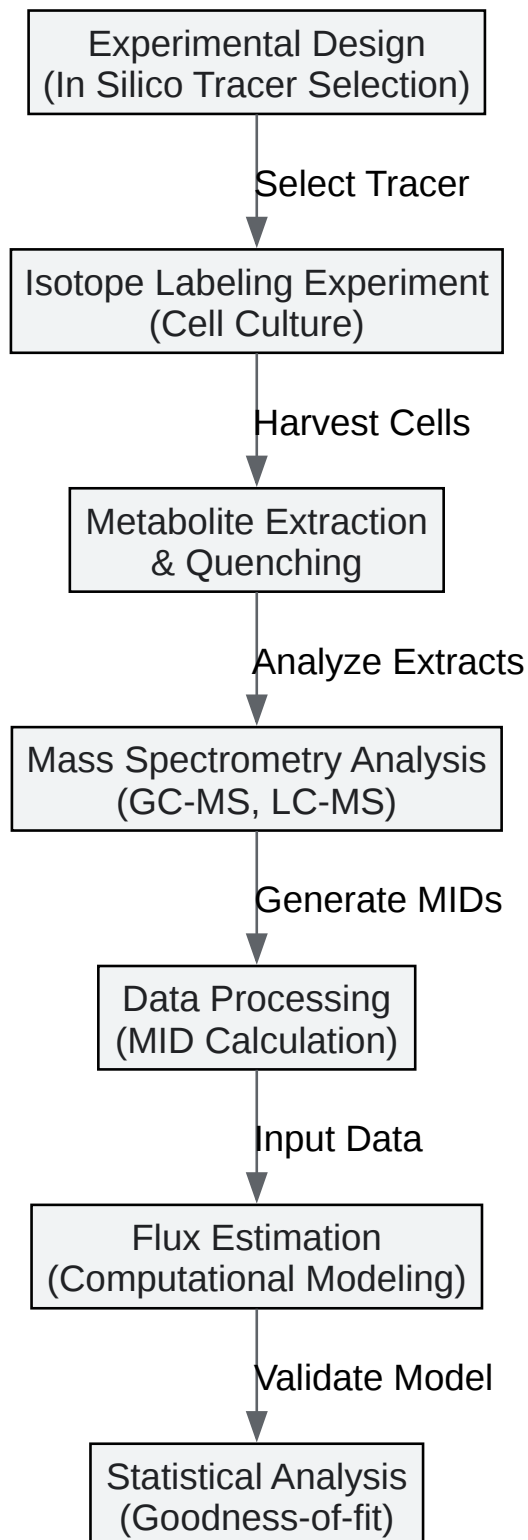 Experimental Design
(In Silico Tracer Selection)
Select Tracer
Isotope Labeling Experiment
(Cell Culture)
Harvest Cells
Metabolite Extraction
& Quenching
Analyze Extracts
Mass Spectrometry Analysis
(GC-MS, LC-MS)
Generate MIDs
Data Processing
(MID Calculation)
Input Data
Flux Estimation
(Computational Modeling)
Validate Model
Statistical Analysis
(Goodness-of-fit)